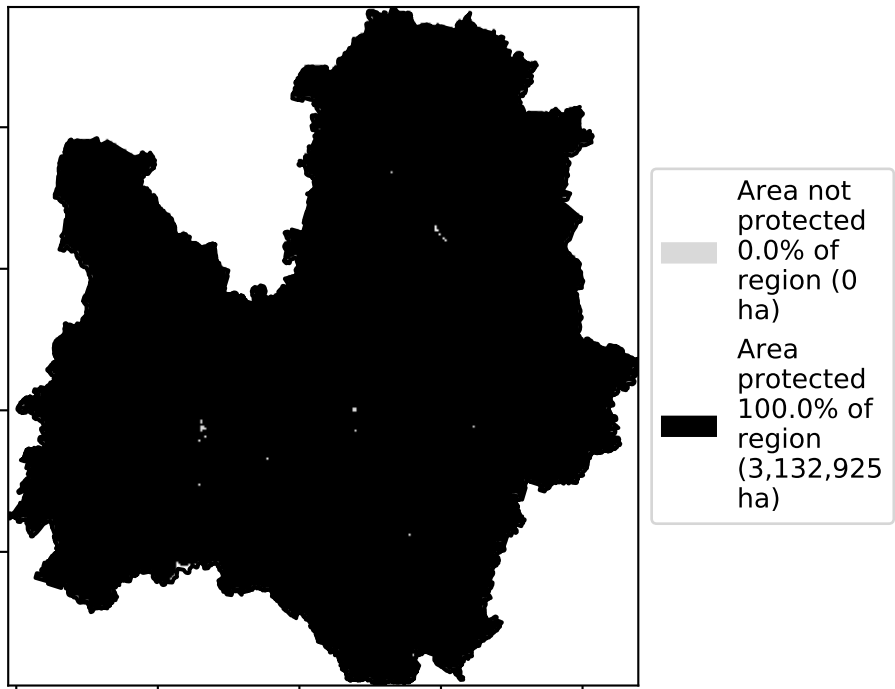 Area not
protected
0.0% of
region (0
ha)
Area
protected
100.0% of
region
(3,132,925
ha)